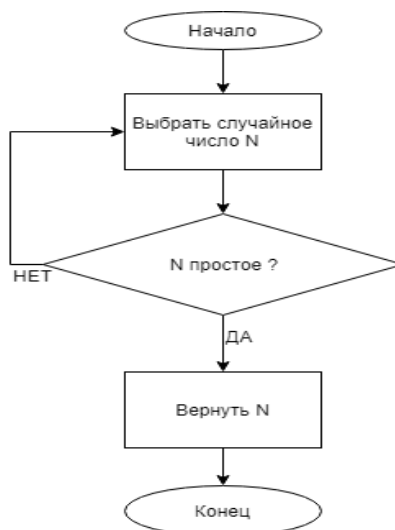 Начало
Выбрать случайное
число N
N простое ?
НЕТ
ДА
Вернуть N
Конец